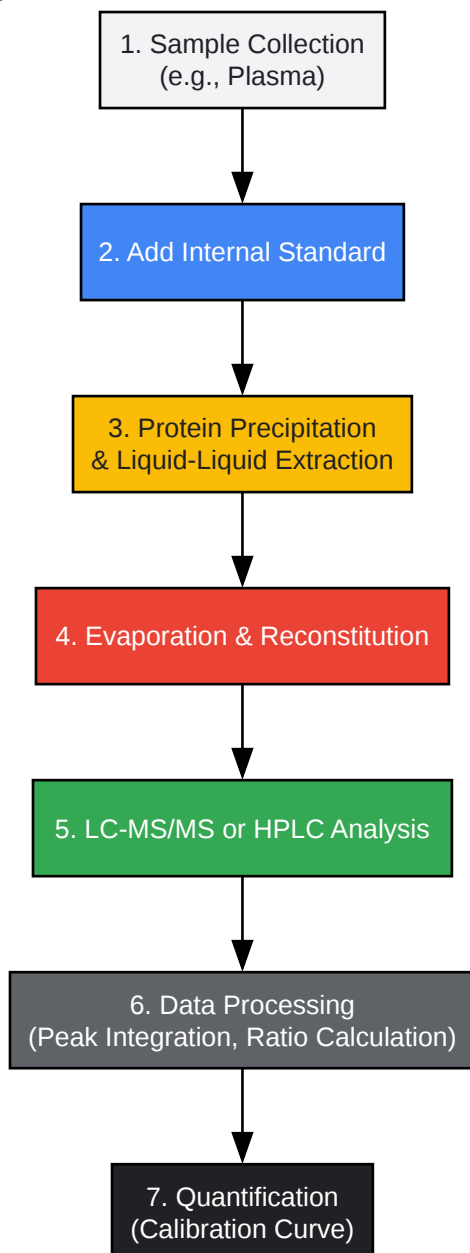 1. Sample Collection
(e.g., Plasma)
2. Add Internal Standard
3. Protein Precipitation
& Liquid-Liquid Extraction
4. Evaporation & Reconstitution
5. LC-MS/MS or HPLC Analysis
6. Data Processing
(Peak Integration, Ratio Calculation)
7. Quantification
(Calibration Curve)